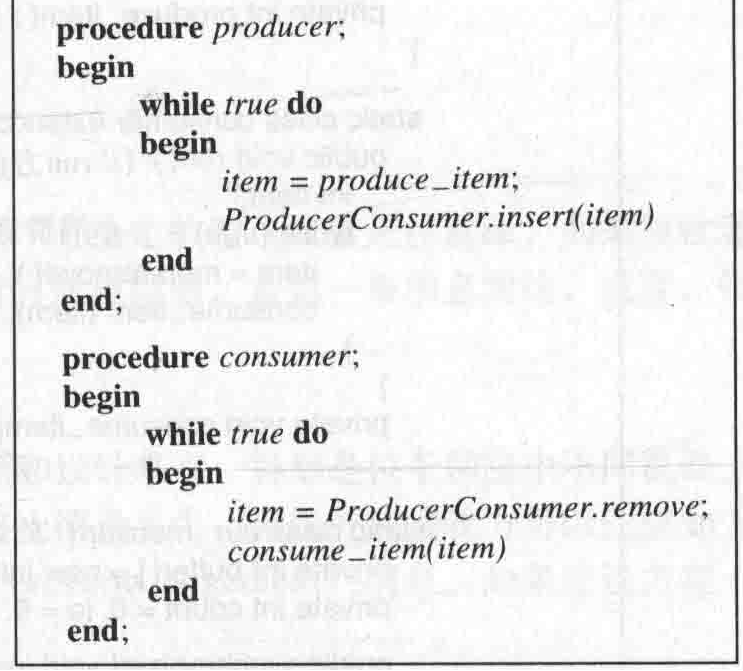 procedure producer;
begin
while true do
begin
item = produce_item;
ProducerConsumer.insert(item)
end
end;
procedure consumer;
begin
while true do
begin
item = ProducerConsumer.remove;
consume_item(item)
end
end;